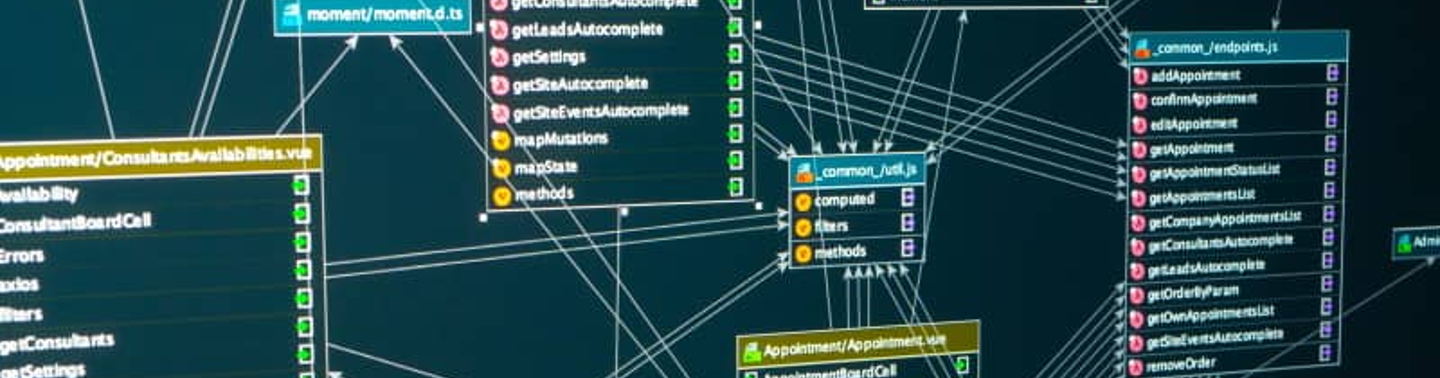 moment/moment.d.ts
getConsultantsAutocomplete
getLeadsAutocomplete
getSettings
getSiteAutocomplete
getSiteEventsAutocomplete
mapMutations
mapState
methods
Appointment/ConsultantsAvailabilities.vue
Availability
ConsultantBoardCell
Errors
axios
filters
getConsultants
getSettings
_common_/util.js
computed
filters
methods
Appointment/Appointment.vue
AppointmentBoardCell
_common_/endpoints.js
addAppointment
confirmAppointment
editAppointment
getAppointment
getAppointmentStatusList
getAppointmentsList
getCompanyAppointmentsList
getConsultantsAutocomplete
getLeadsAutocomplete
getOrderByParam
getOwnAppointmentsList
getSiteEventsAutocomplete
removeOrder
Admi